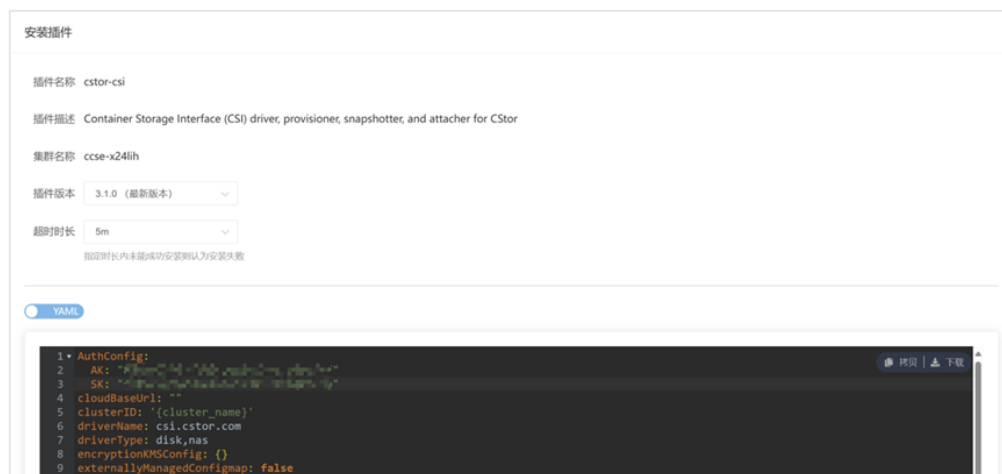 安装插件
插件名称 cstor-csi
插件描述 Container Storage Interface (CSI) driver, provisioner, snapshotter, and attacher for CStor
集群名称 ccse-x24lih
插件版本 3.1.0 （最新版本）
超时时长 5m
指定时长内未能成功安装则认为安装失败
YAML
拷贝 下载
1 AuthConfig:
2 AK: "
3 SK: "
4 cloudBaseUrl: ""
5 clusterID: '{cluster_name}'
6 driverName: csi.cstor.com
7 driverType: disk,nas
8 encryptionKMSConfig: {}
9 externallyManagedConfigmap: false